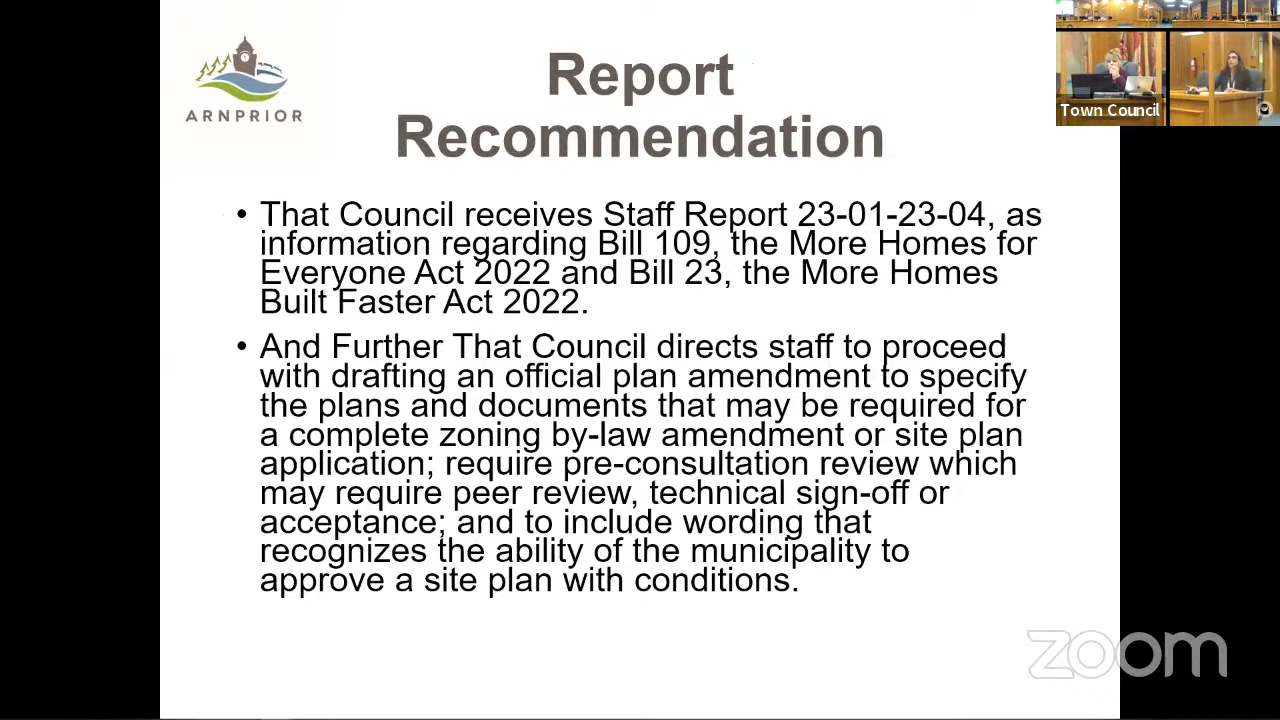 ARNPRIOR
Report
Recommendation
Town Council
• That Council receives Staff Report 23-01-23-04, as
information regarding Bill 109, the More Homes for
Everyone Act 2022 and Bill 23, the More Homes
Built Faster Act 2022.
• And Further That Council directs staff to proceed
with drafting an official plan amendment to specify
the plans and documents that may be required for
a complete zoning by-law amendment or site plan
application; require pre-consultation review which
may require peer review, technical sign-off or
acceptance; and to include wording that
recognizes the ability of the municipality to
approve a site plan with conditions.
zoom